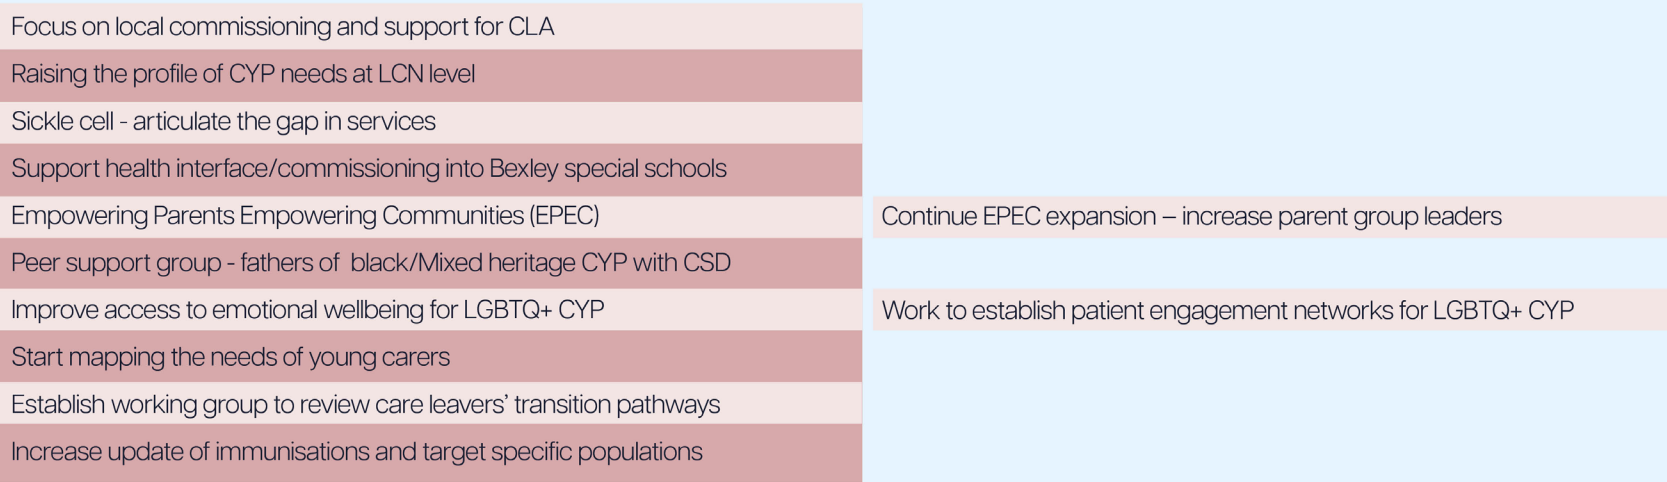 Focus on local commissioning and support for CLA
Raising the profile of CYP needs at LCN level
Sickle cell - articulate the gap in services
Support health interface/commissioning into Bexley special schools
Empowering Parents Empowering Communities (EPEC)
Continue EPEC expansion – increase parent group leaders
Peer support group - fathers of  black/Mixed heritage CYP with CSD
Improve access to emotional wellbeing for LGBTQ+ CYP
Work to establish patient engagement networks for LGBTQ+ CYP
Start mapping the needs of young carers
Establish working group to review care leavers’ transition pathways
Increase update of immunisations and target specific populations